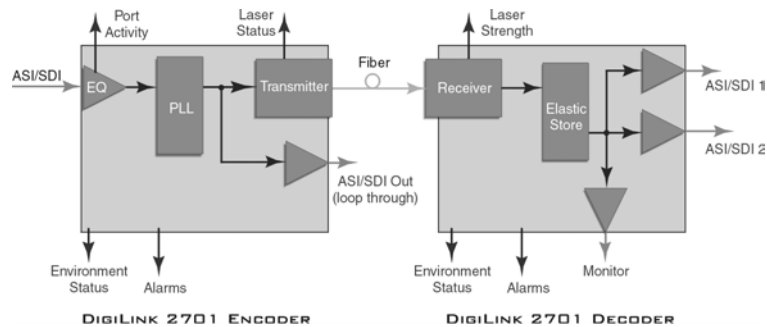 Port
Activity
Laser
Status
Laser
Strength
ASI/SDI
EQ
PLL
Transmitter
Fiber
Receiver
Elastic
Store
ASI/SDI 1
ASI/SDI 2
ASI/SDI Out
(loop through)
Environment
Status
Alarms
Environment
Status
Alarms
Monitor
DIGILINK 2701 ENCODER
DIGILINK 2701 DECODER